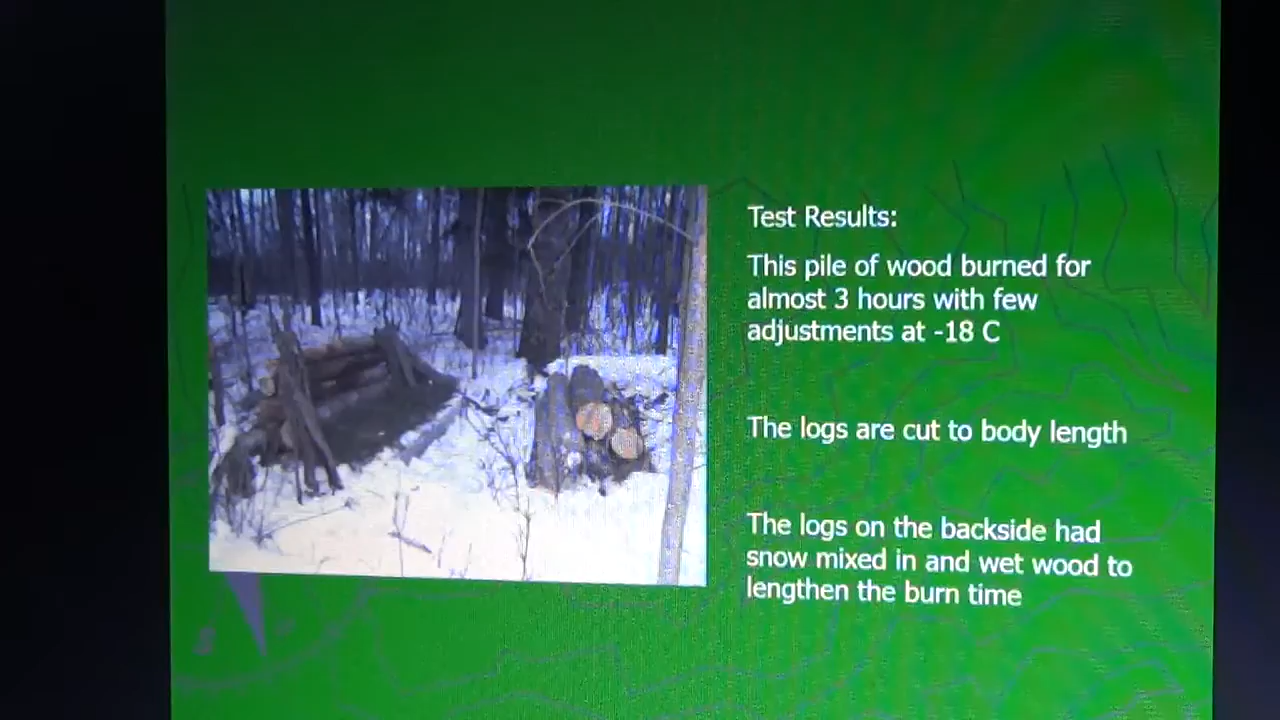 Test Results:
This pile of wood burned for
almost 3 hours with few
adjustments at -18 C
The logs are cut to body length
The logs on the backside had
snow mixed in and wet wood to
lengthen the burn time